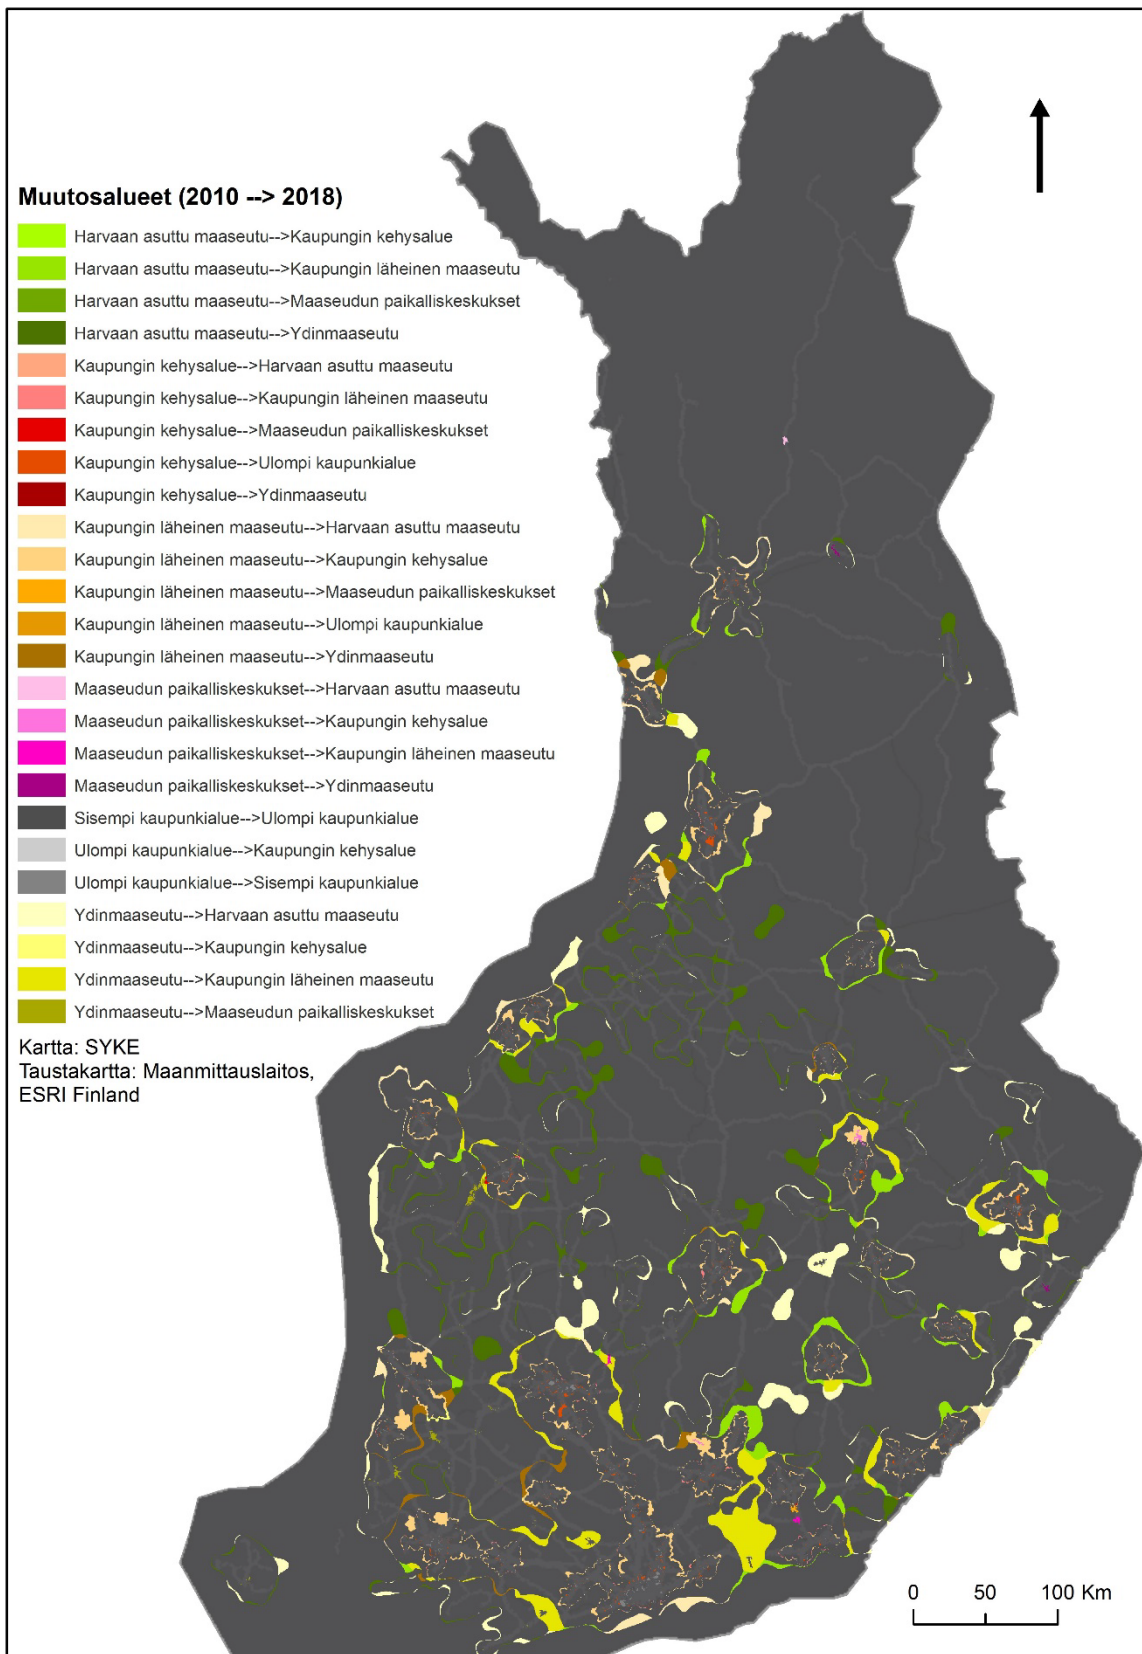 Muutosalueet (2010 --> 2018)
Harvaan asuttu maaseutu-->Kaupungin kehysalue
Harvaan asuttu maaseutu-->Kaupungin läheinen maaseutu
Harvaan asuttu maaseutu-->Maaseudun paikalliskeskukset
Harvaan asuttu maaseutu-->Ydinmaaseutu
Kaupungin kehysalue-->Harvaan asuttu maaseutu
Kaupungin kehysalue-->Kaupungin läheinen maaseutu
Kaupungin kehysalue-->Maaseudun paikalliskeskukset
Kaupungin kehysalue-->Ulompi kaupunkialue
Kaupungin kehysalue-->Ydinmaaseutu
Kaupungin läheinen maaseutu-->Harvaan asuttu maaseutu
Kaupungin läheinen maaseutu-->Kaupungin kehysalue
Kaupungin läheinen maaseutu-->Maaseudun paikalliskeskukset
Kaupungin läheinen maaseutu-->Ulompi kaupunkialue
Kaupungin läheinen maaseutu-->Ydinmaaseutu
Maaseudun paikalliskeskukset-->Harvaan asuttu maaseutu
Maaseudun paikalliskeskukset-->Kaupungin kehysalue
Maaseudun paikalliskeskukset-->Kaupungin läheinen maaseutu
Maaseudun paikalliskeskukset-->Ydinmaaseutu
Sisempi kaupunkialue-->Ulompi kaupunkialue
Ulompi kaupunkialue-->Kaupungin kehysalue
Ulompi kaupunkialue-->Sisempi kaupunkialue
Ydinmaaseutu-->Harvaan asuttu maaseutu
Ydinmaaseutu-->Kaupungin kehysalue
Ydinmaaseutu-->Kaupungin läheinen maaseutu
Ydinmaaseutu-->Maaseudun paikalliskeskukset
Kartta: SYKE
Taustakartta: Maanmittauslaitos,
ESRI Finland
0 50 100 Km